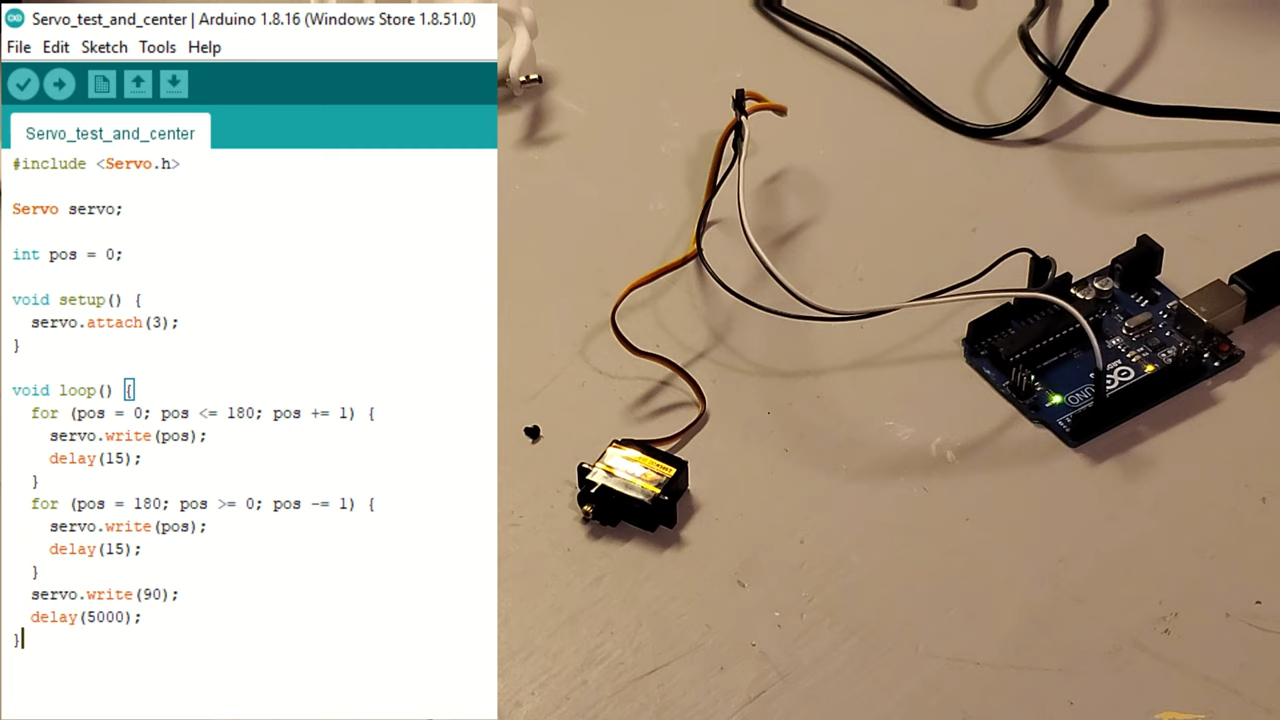 Servo_test_and_center | Arduino 1.8.16 (Windows Store 1.8.51.0)
File Edit Sketch Tools Help
Servo_test_and_center
#include <Servo.h>
Servo servo;
int pos = 0;
void setup() {
  servo.attach(3);
}
void loop() {
  for (pos = 0; pos <= 180; pos += 1) {
    servo.write(pos);
    delay(15);
  }
  for (pos = 180; pos >= 0; pos -= 1) {
    servo.write(pos);
    delay(15);
  }
  servo.write(90);
  delay(5000);
}
UNO